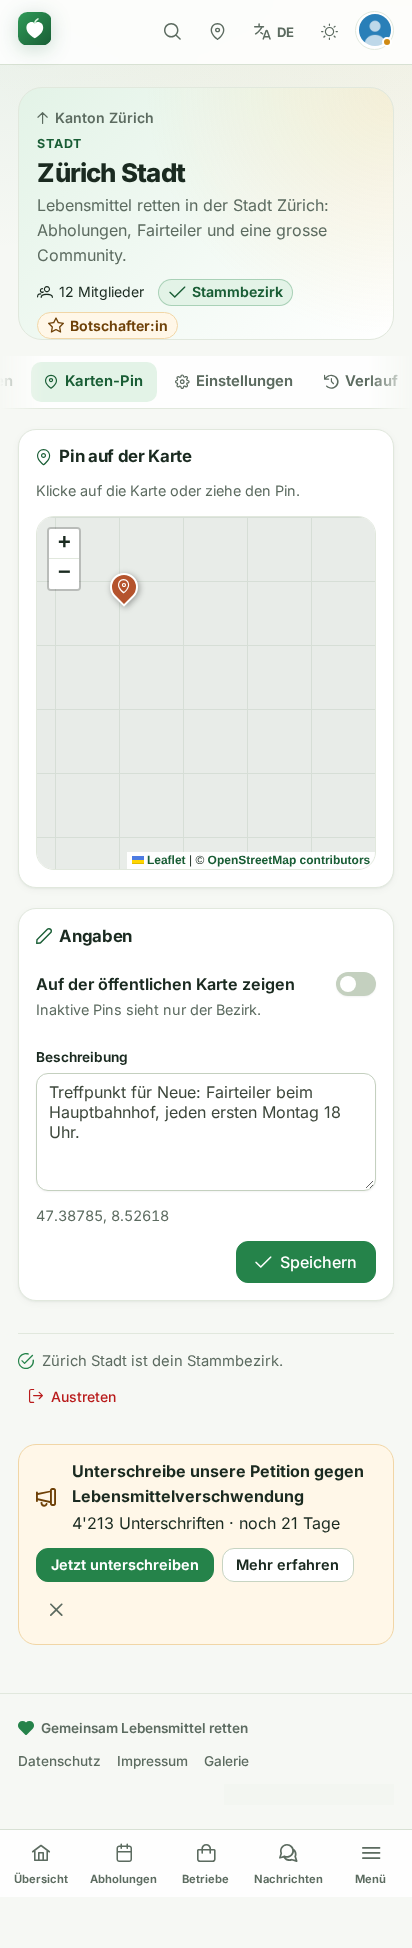 DE
Kanton Zürich
STADT
Zürich Stadt
Lebensmittel retten in der Stadt Zürich:
Abholungen, Fairteiler und eine grosse
Community.
12 Mitglieder Stammbezirk
Botschafter:in
n Karten-Pin Einstellungen Verlauf
Pin auf der Karte
Klicke auf die Karte oder ziehe den Pin.
+
−
Leaflet | © OpenStreetMap contributors
Angaben
Auf der öffentlichen Karte zeigen
Inaktive Pins sieht nur der Bezirk.
Beschreibung
Treffpunkt für Neue: Fairteiler beim
Hauptbahnhof, jeden ersten Montag 18
Uhr.
47.38785, 8.52618
Speichern
Zürich Stadt ist dein Stammbezirk.
Austreten
Unterschreibe unsere Petition gegen
Lebensmittelverschwendung
4'213 Unterschriften · noch 21 Tage
Jetzt unterschreiben Mehr erfahren
Gemeinsam Lebensmittel retten
Datenschutz Impressum Galerie
Übersicht Abholungen Betriebe Nachrichten Menü